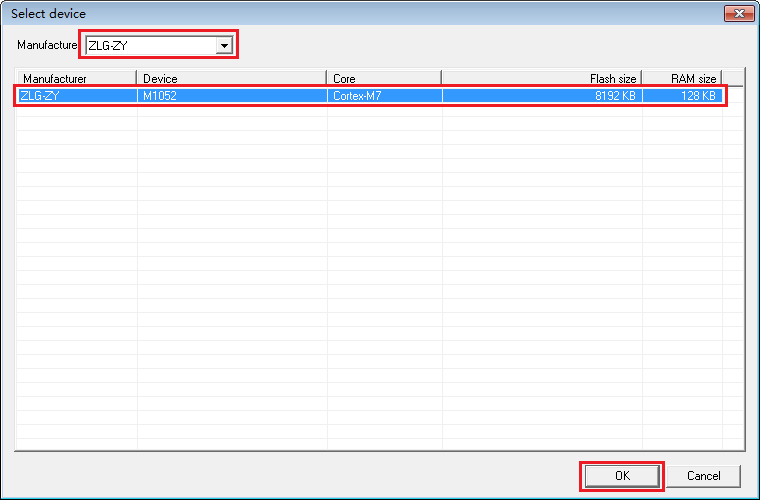 Select device
Manufacture ZLG-ZY
Manufacturer Device Core Flash size RAM size
ZLG-ZY M1052 Cortex-M7 8192 KB 128 KB
OK Cancel